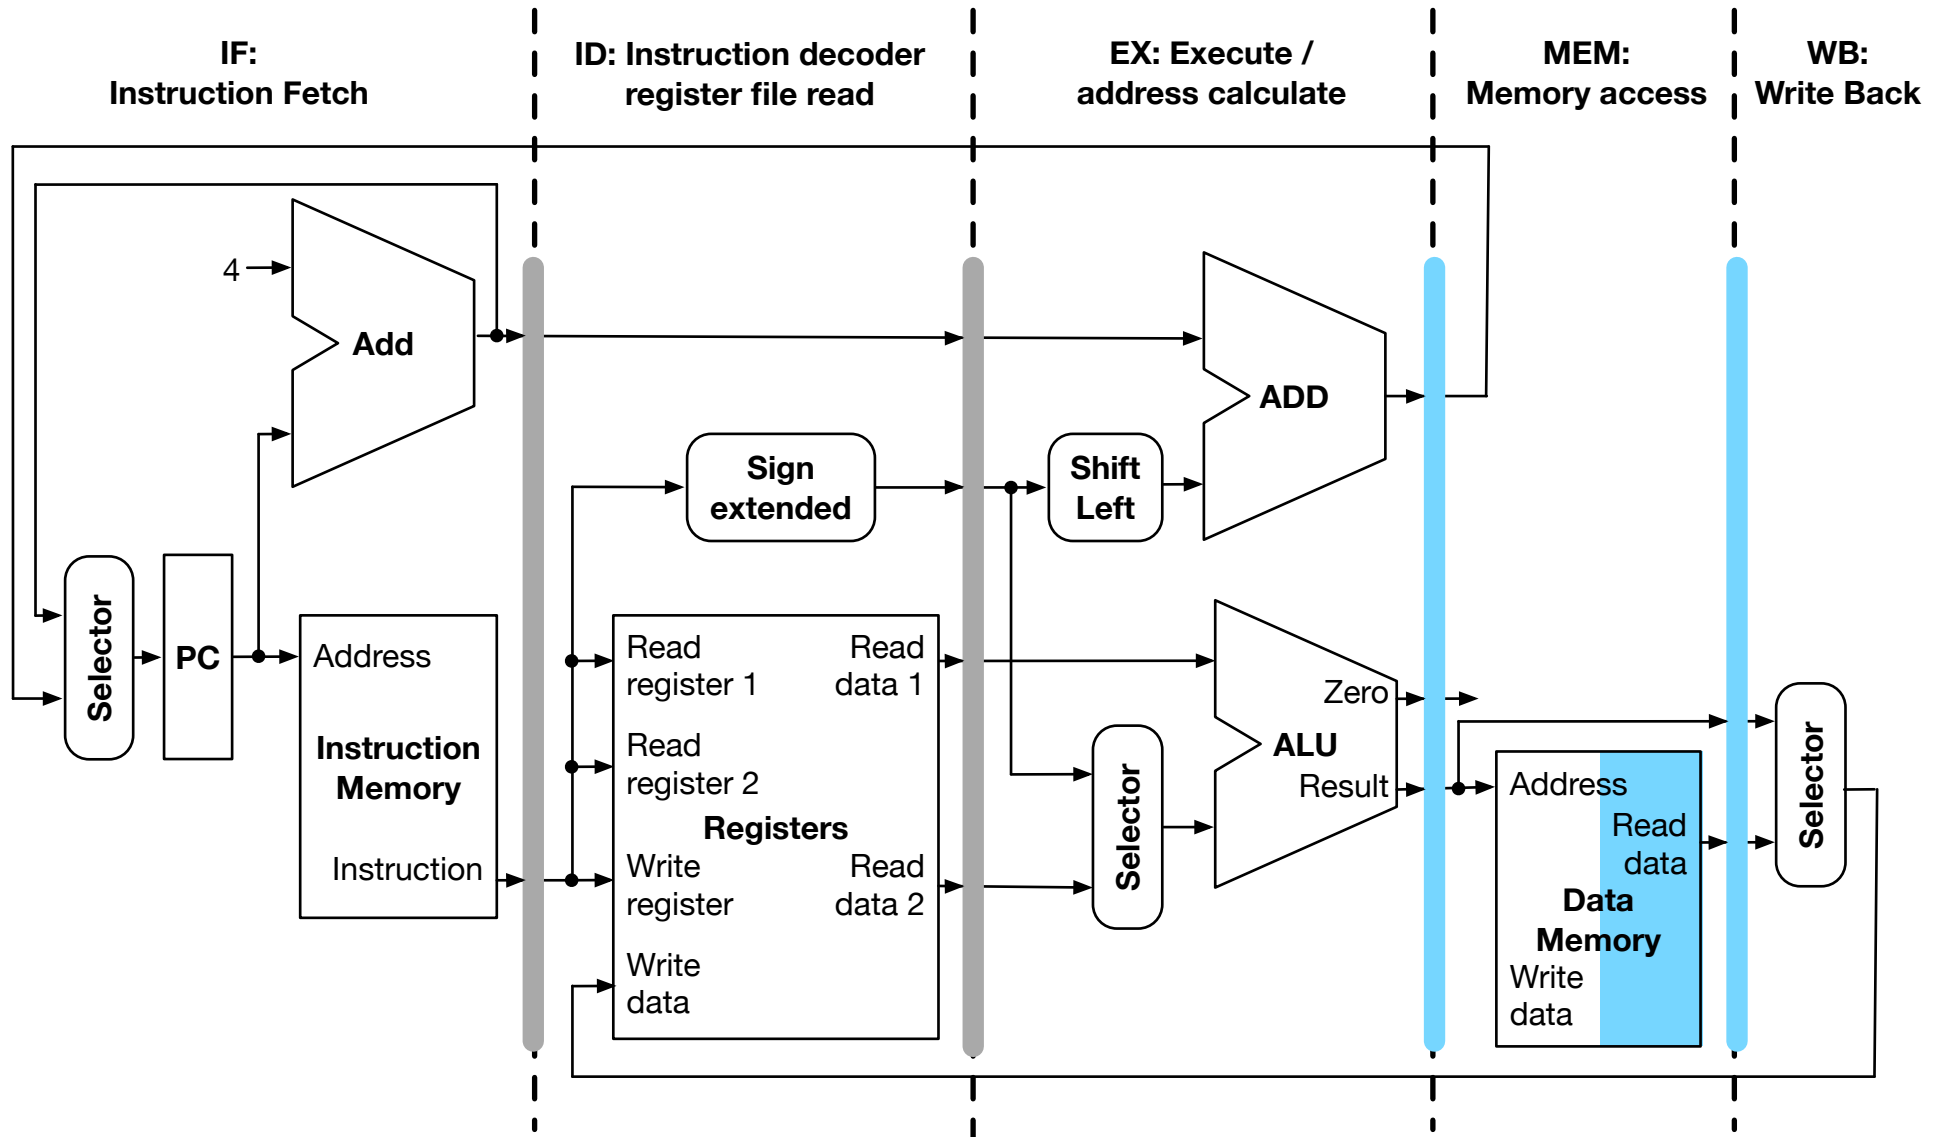 IF:
Instruction Fetch
ID: Instruction decoder
register file read
EX: Execute /
address calculate
MEM:
Memory access
WB:
Write Back
4
Add
ADD
Sign
extended
Shift
Left
Selector
PC
Address
Instruction
Memory
Instruction
Read
register 1
Read
data 1
Read
register 2
Registers
Write
register
Read
data 2
Write
data
Selector
Zero
ALU
Result
Address
Read
data
Data
Memory
Write
data
Selector